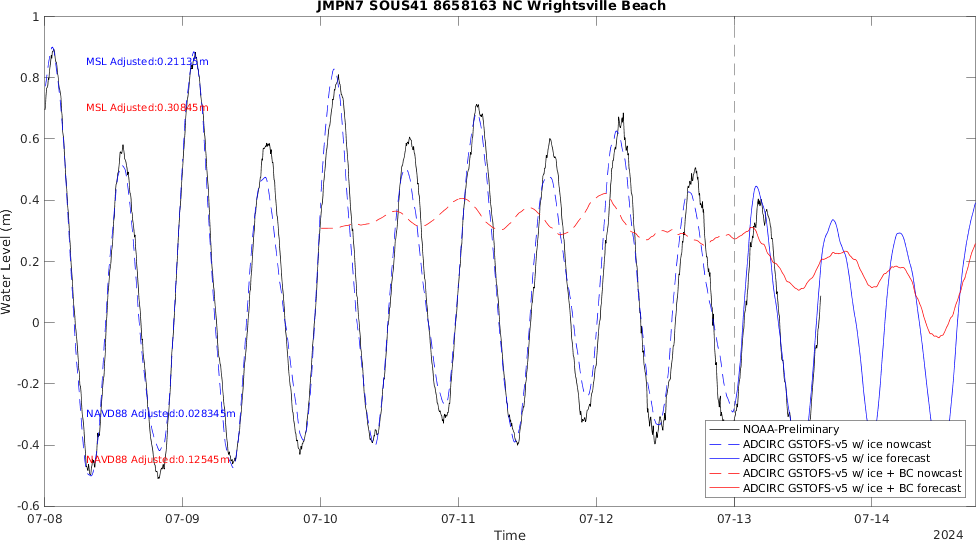 JMPN7 SOUS41 8658163 NC Wrightsville Beach
1
0.8
0.6
0.4
0.2
0
-0.2
-0.4
-0.6
Water Level (m)
MSL Adjusted:0.21135m
MSL Adjusted:0.30845m
NAVD88 Adjusted:0.028345m
NAVD88 Adjusted:0.12545m
NOAA-Preliminary
ADCIRC GSTOFS-v5 w/ ice nowcast
ADCIRC GSTOFS-v5 w/ ice forecast
ADCIRC GSTOFS-v5 w/ ice + BC nowcast
ADCIRC GSTOFS-v5 w/ ice + BC forecast
07-08 07-09 07-10 07-11 07-12 07-13 07-14
Time
2024